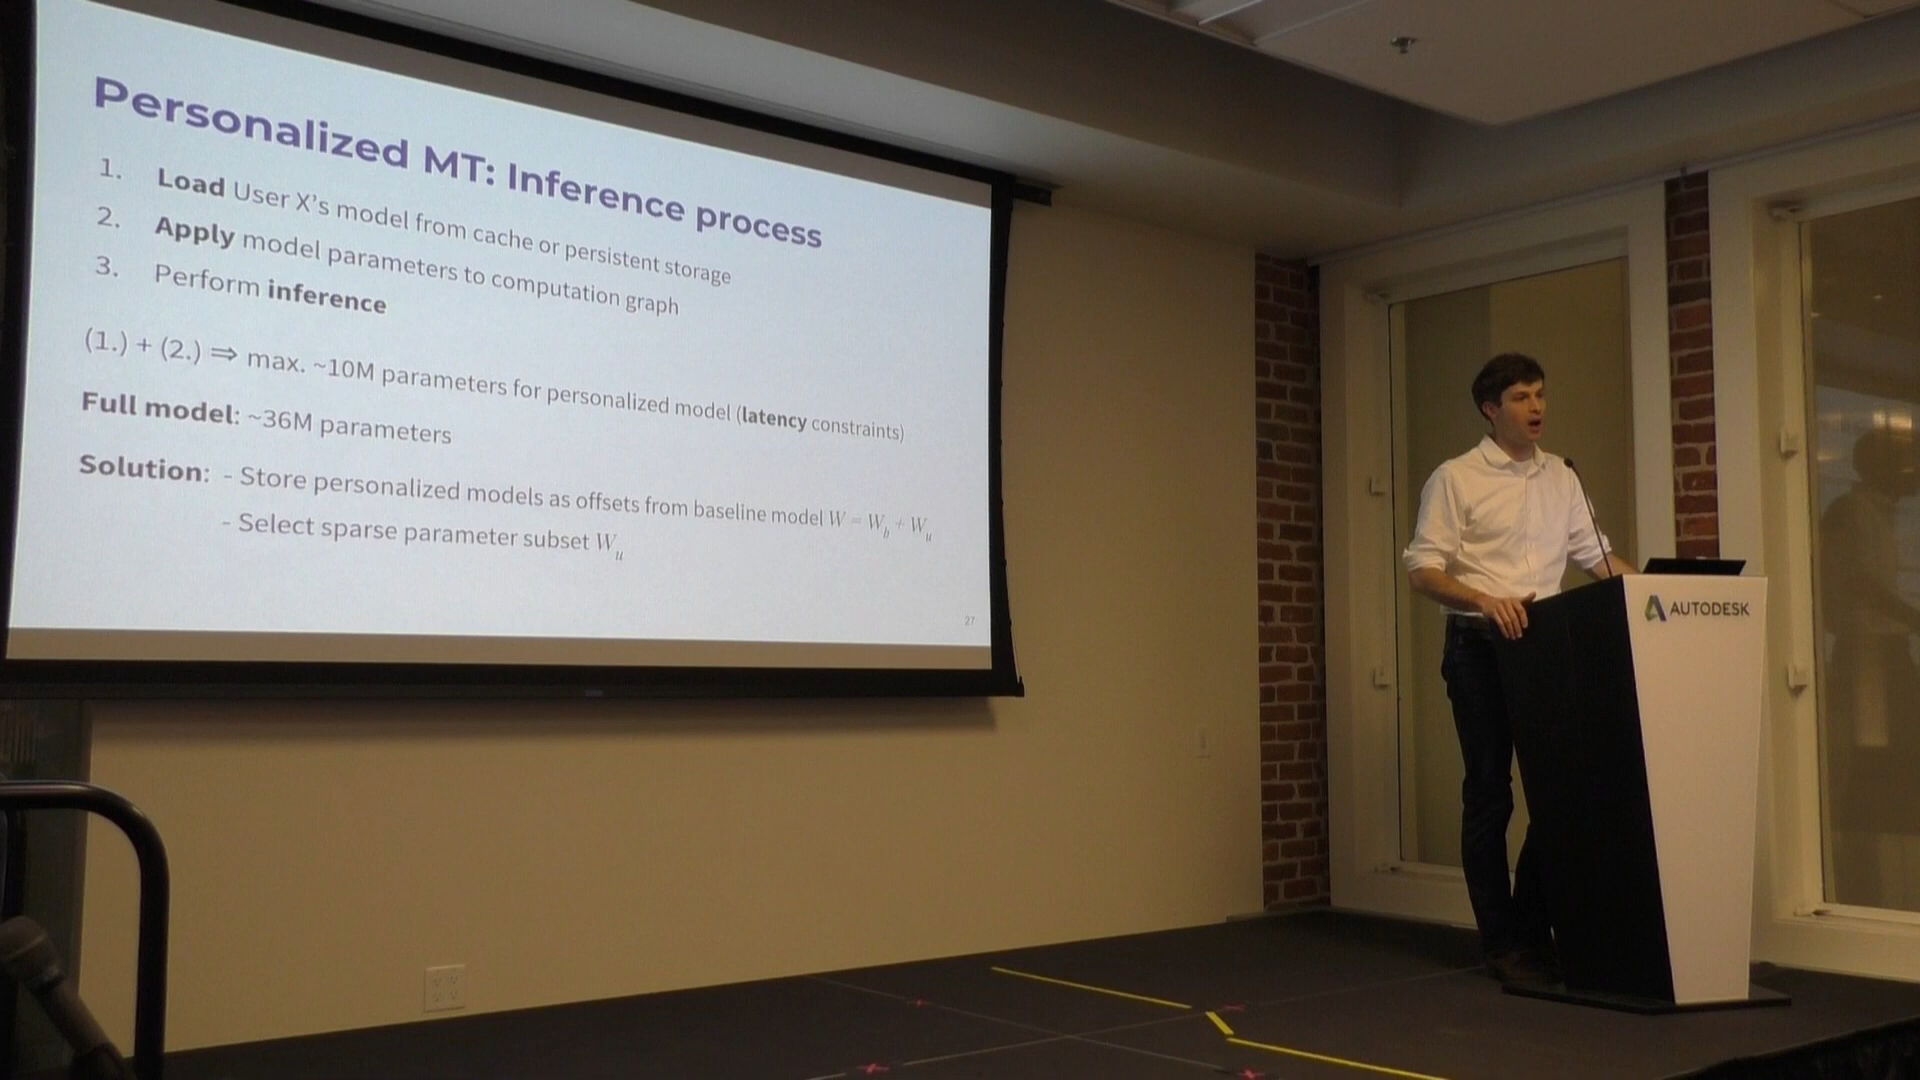 Personalized MT: Inference process
1. Load User X's model from cache or persistent storage
2. Apply model parameters to computation graph
3. Perform inference
(1.) + (2.) ⇒ max. ~10M parameters for personalized model (latency constraints)
Full model: ~36M parameters
Solution: - Store personalized models as offsets from baseline model W = W_b + W_u
- Select sparse parameter subset W_u
27
AUTODESK